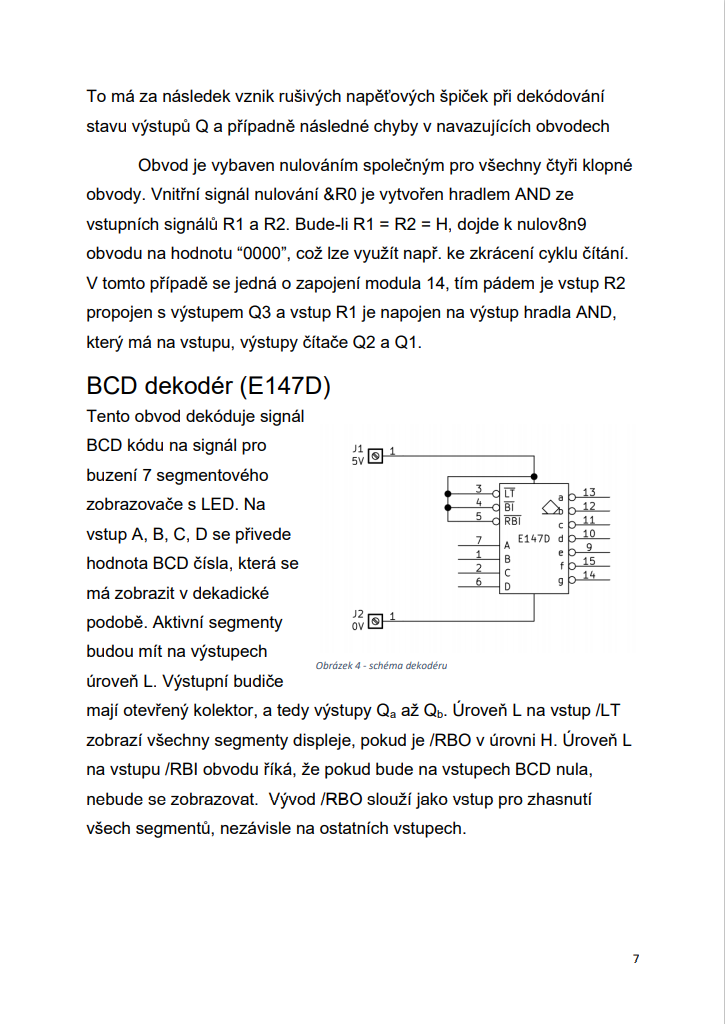 To má za následek vznik rušivých napěťových špiček při dekódování
stavu výstupů Q a případně následné chyby v navazujících obvodech
Obvod je vybaven nulováním společným pro všechny čtyři klopné
obvody. Vnitřní signál nulování &R0 je vytvořen hradlem AND ze
vstupních signálů R1 a R2. Bude-li R1 = R2 = H, dojde k nulov8n9
obvodu na hodnotu “0000”, což lze využít např. ke zkrácení cyklu čítání.
V tomto případě se jedná o zapojení modula 14, tím pádem je vstup R2
propojen s výstupem Q3 a vstup R1 je napojen na výstup hradla AND,
který má na vstupu, výstupy čítače Q2 a Q1.
BCD dekodér (E147D)
Tento obvod dekóduje signál
BCD kódu na signál pro
buzení 7 segmentového
zobrazovače s LED. Na
vstup A, B, C, D se přivede
hodnota BCD čísla, která se
má zobrazit v dekadické
podobě. Aktivní segmenty
budou mít na výstupech
úroveň L. Výstupní budiče
mají otevřený kolektor, a tedy výstupy Qa až Qb. Úroveň L na vstup /LT
zobrazí všechny segmenty displeje, pokud je /RBO v úrovni H. Úroveň L
na vstupu /RBI obvodu říká, že pokud bude na vstupech BCD nula,
nebude se zobrazovat. Vývod /RBO slouží jako vstup pro zhasnutí
všech segmentů, nezávisle na ostatních vstupech.
J1 1
5V
3 LT a 13
4 BI b 12
5 RBI c 11
E147D d 10
7 A e 9
1 B f 15
2 C g 14
6 D
J2 1
0V
Obrázek 4 - schéma dekodéru
7